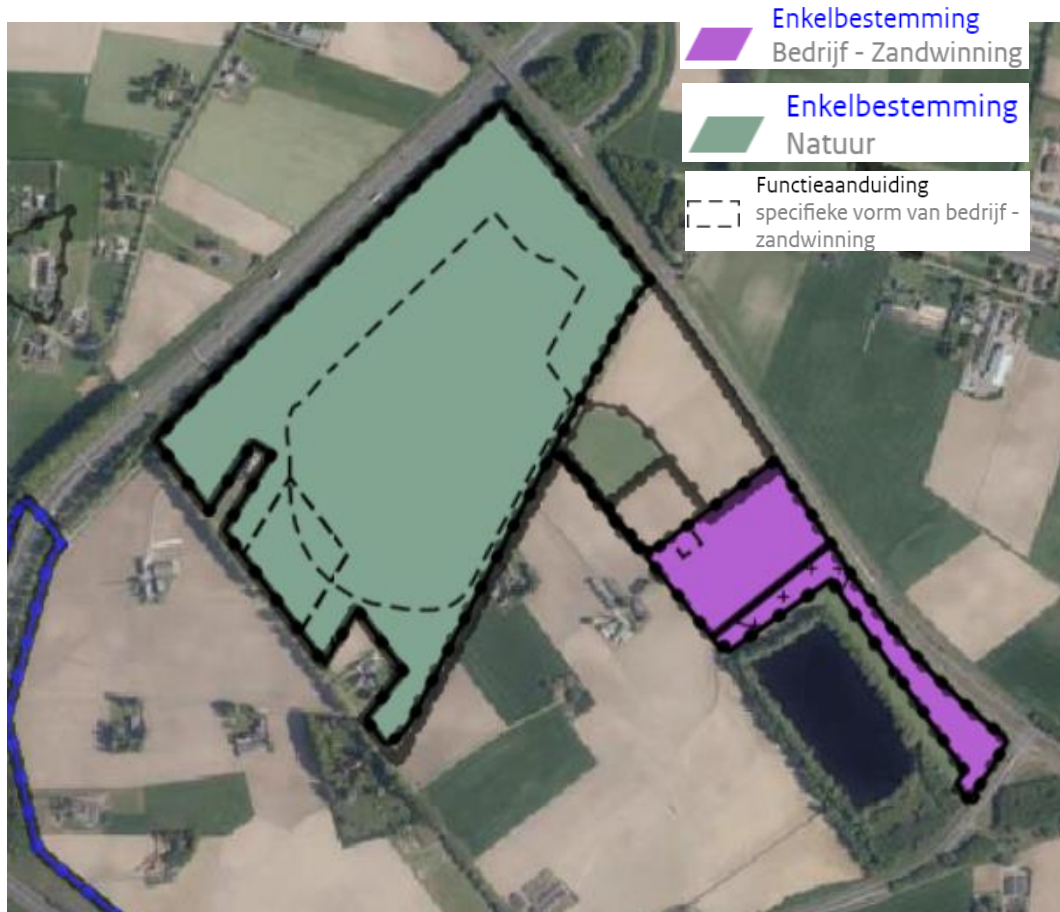 Enkelbestemming
Bedrijf - Zandwinning
Enkelbestemming
Natuur
Functieaanduiding
specifieke vorm van bedrijf -
zandwinning